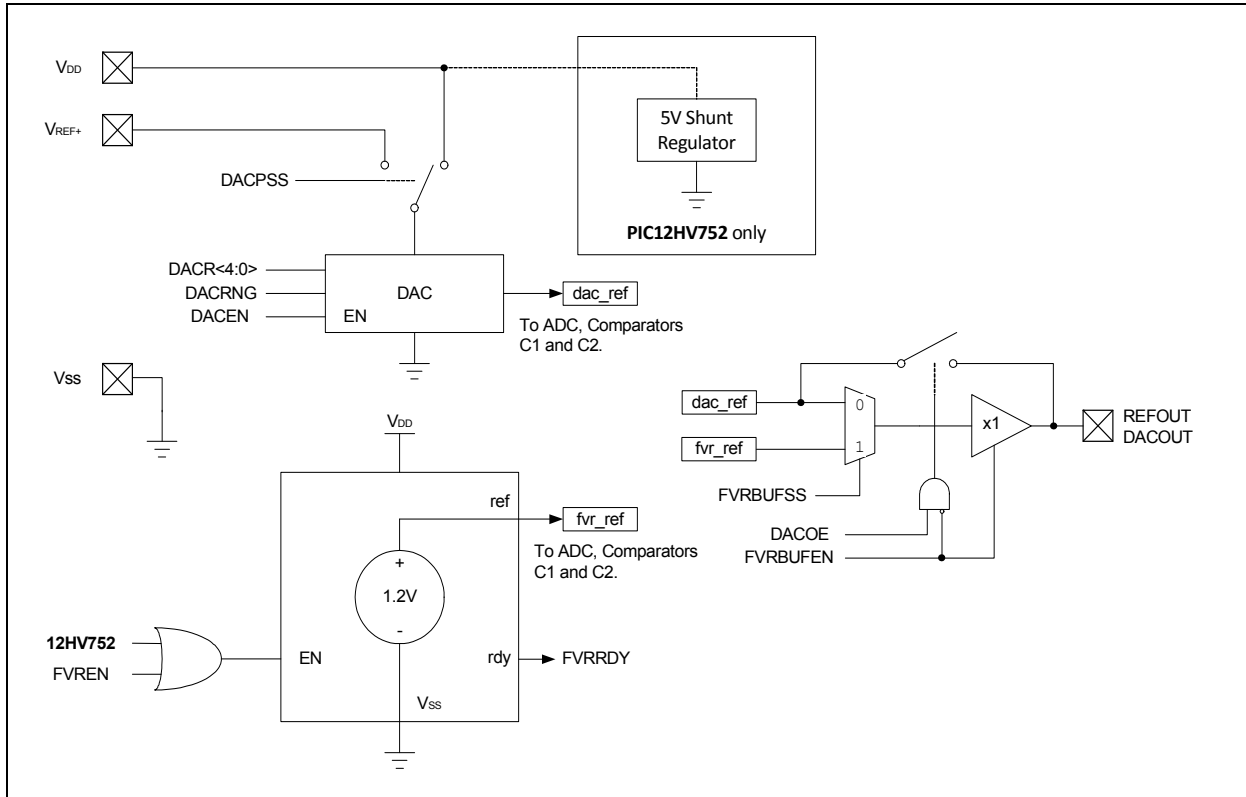 VDD
5V Shunt
Regulator
VREF+
DACPSS
PIC12HV752 only
DACR<4:0>
DACRNG
DACEN
EN
DAC
dac_ref
To ADC, Comparators
C1 and C2.
VSS
dac_ref
0
fvr_ref
1
x1
REFOUT
DACOUT
FVRBUFSS
DACOE
FVRBUFEN
VDD
ref
fvr_ref
To ADC, Comparators
C1 and C2.
+
1.2V
-
12HV752
FVREN
EN
rdy
FVRRDY
VSS